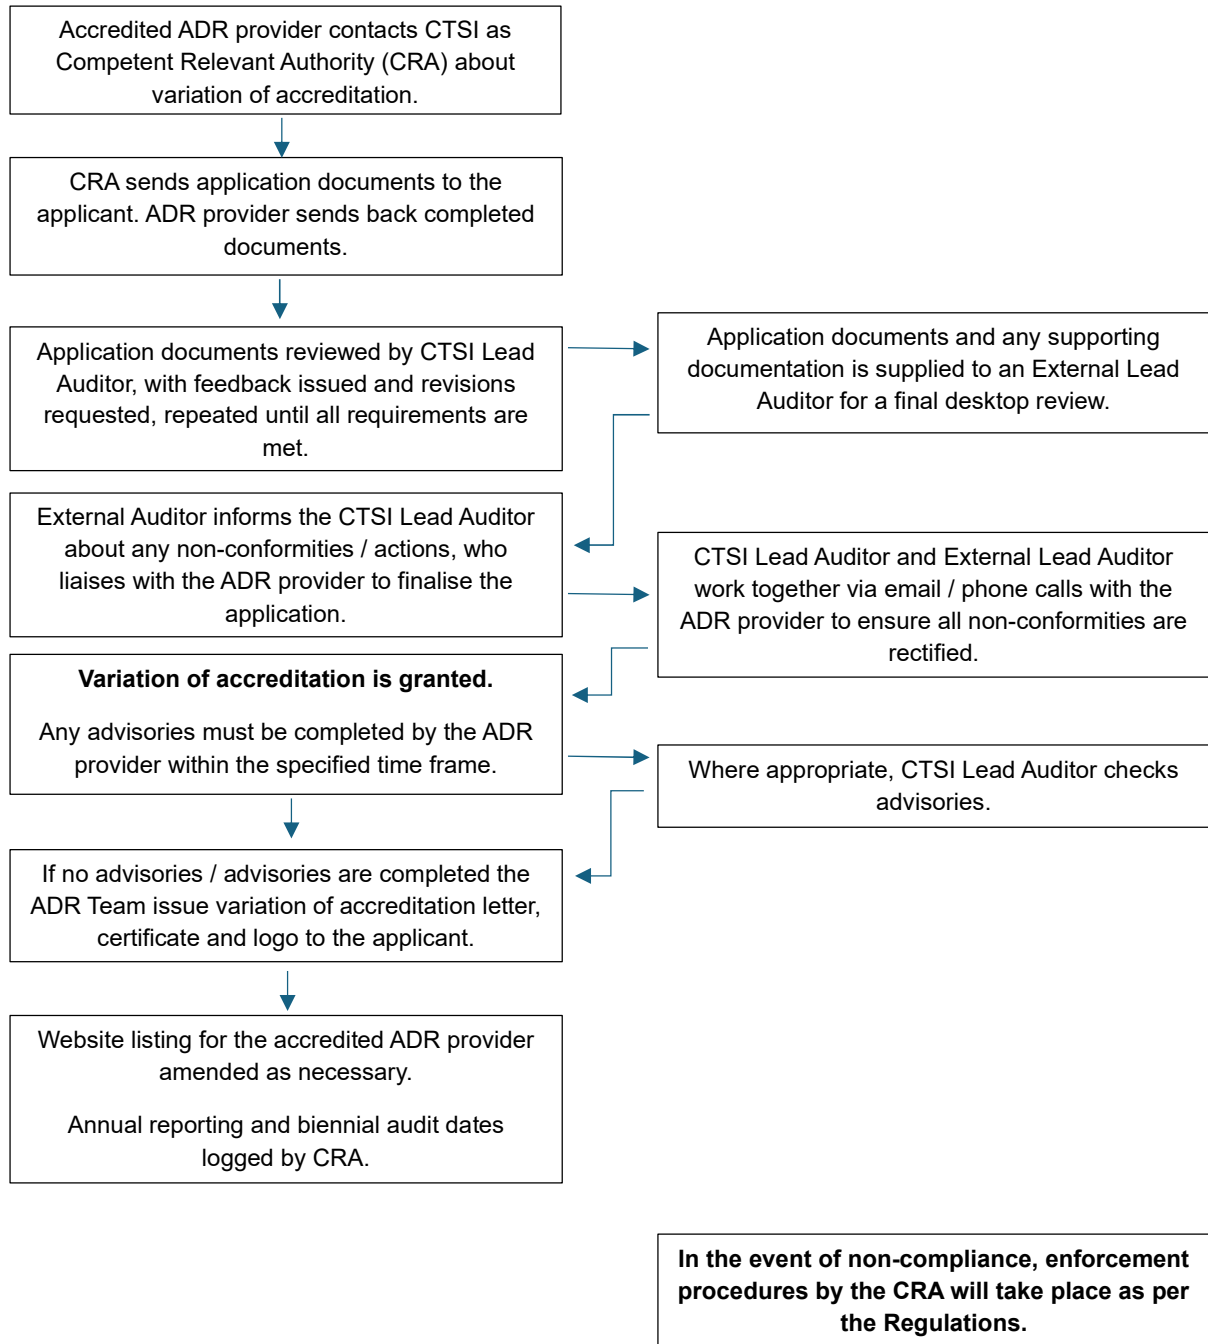 Accredited ADR provider contacts CTSI as
Competent Relevant Authority (CRA) about
variation of accreditation.
CRA sends application documents to the
applicant. ADR provider sends back completed
documents.
Application documents reviewed by CTSI Lead
Auditor, with feedback issued and revisions
requested, repeated until all requirements are
met.
Application documents and any supporting
documentation is supplied to an External Lead
Auditor for a final desktop review.
External Auditor informs the CTSI Lead Auditor
about any non-conformities / actions, who
liaises with the ADR provider to finalise the
application.
CTSI Lead Auditor and External Lead Auditor
work together via email / phone calls with the
ADR provider to ensure all non-conformities are
rectified.
Variation of accreditation is granted.
Any advisories must be completed by the ADR
provider within the specified time frame.
Where appropriate, CTSI Lead Auditor checks
advisories.
If no advisories / advisories are completed the
ADR Team issue variation of accreditation letter,
certificate and logo to the applicant.
Website listing for the accredited ADR provider
amended as necessary.
Annual reporting and biennial audit dates
logged by CRA.
In the event of non-compliance, enforcement
procedures by the CRA will take place as per
the Regulations.